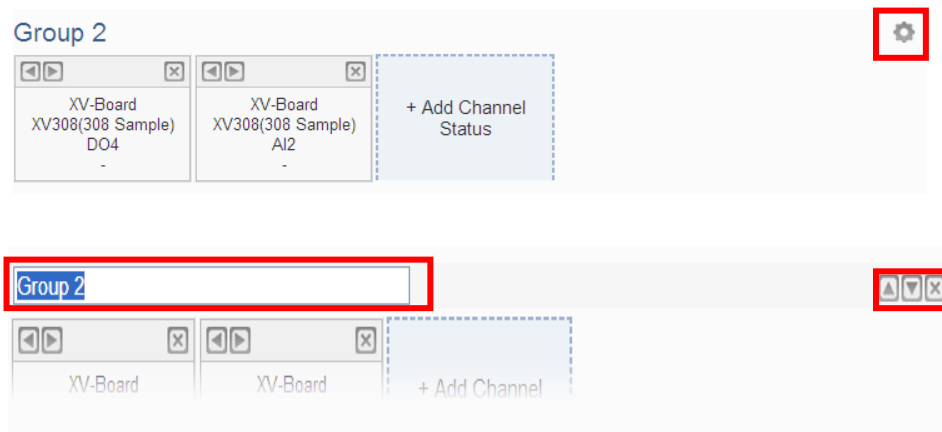 Group 2
XV-Board XV-Board
XV308(308 Sample) XV308(308 Sample) + Add Channel
DO4 AI2 Status
- -
Group 2
XV-Board XV-Board + Add Channel